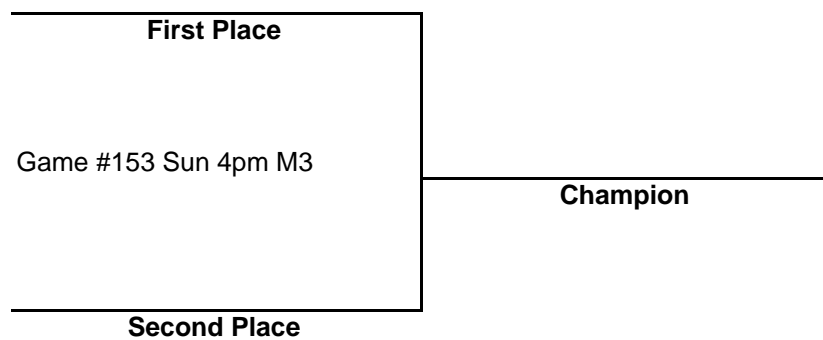 First Place
Game #153 Sun 4pm M3
Champion
Second Place